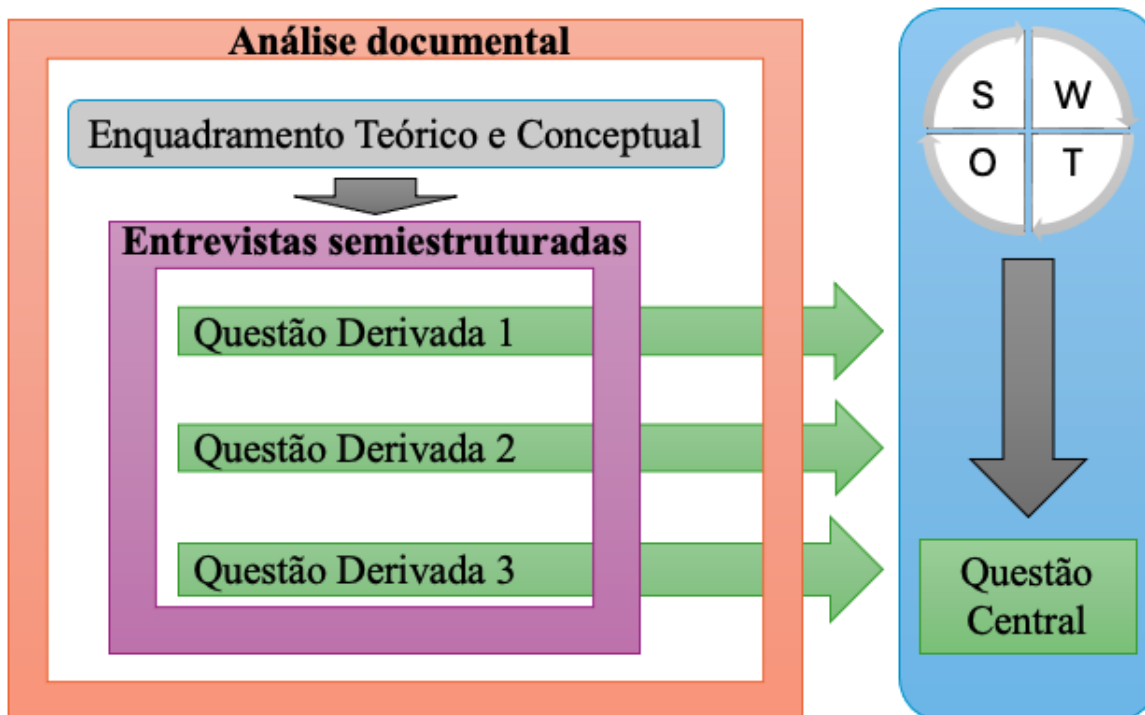 Análise documental
Enquadramento Teórico e Conceptual
Entrevistas semiestruturadas
Questão Derivada 1
Questão Derivada 2
Questão Derivada 3
S W
O T
Questão
Central